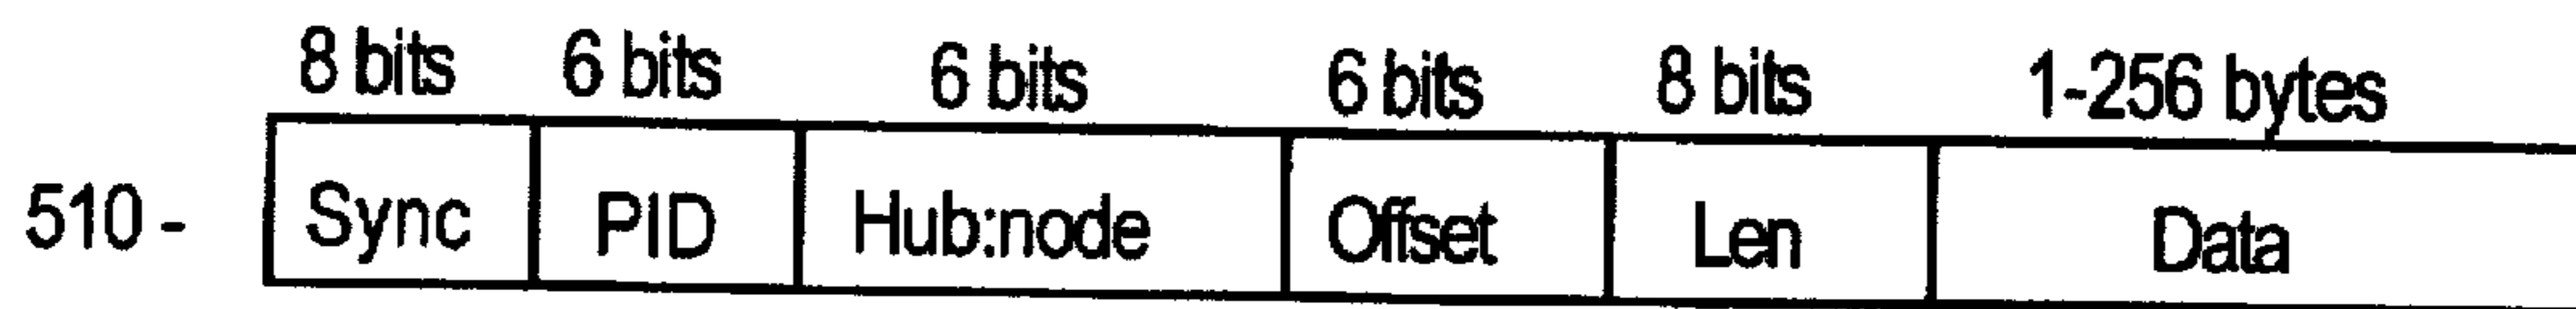 8 bits 6 bits 6 bits 6 bits 8 bits 1-256 bytes
510 - Sync PID Hub:node Offset Len Data